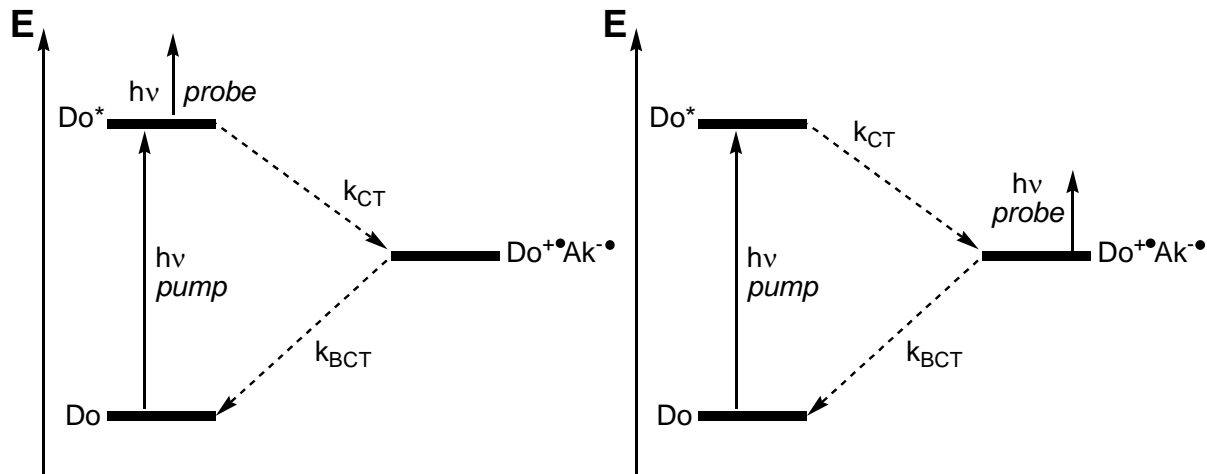 E
hν probe
Do*
k_CT
hν
pump
Do⁺•Ak⁻•
k_BCT
Do
E
Do*
k_CT
hν
probe
hν
pump
Do⁺•Ak⁻•
k_BCT
Do